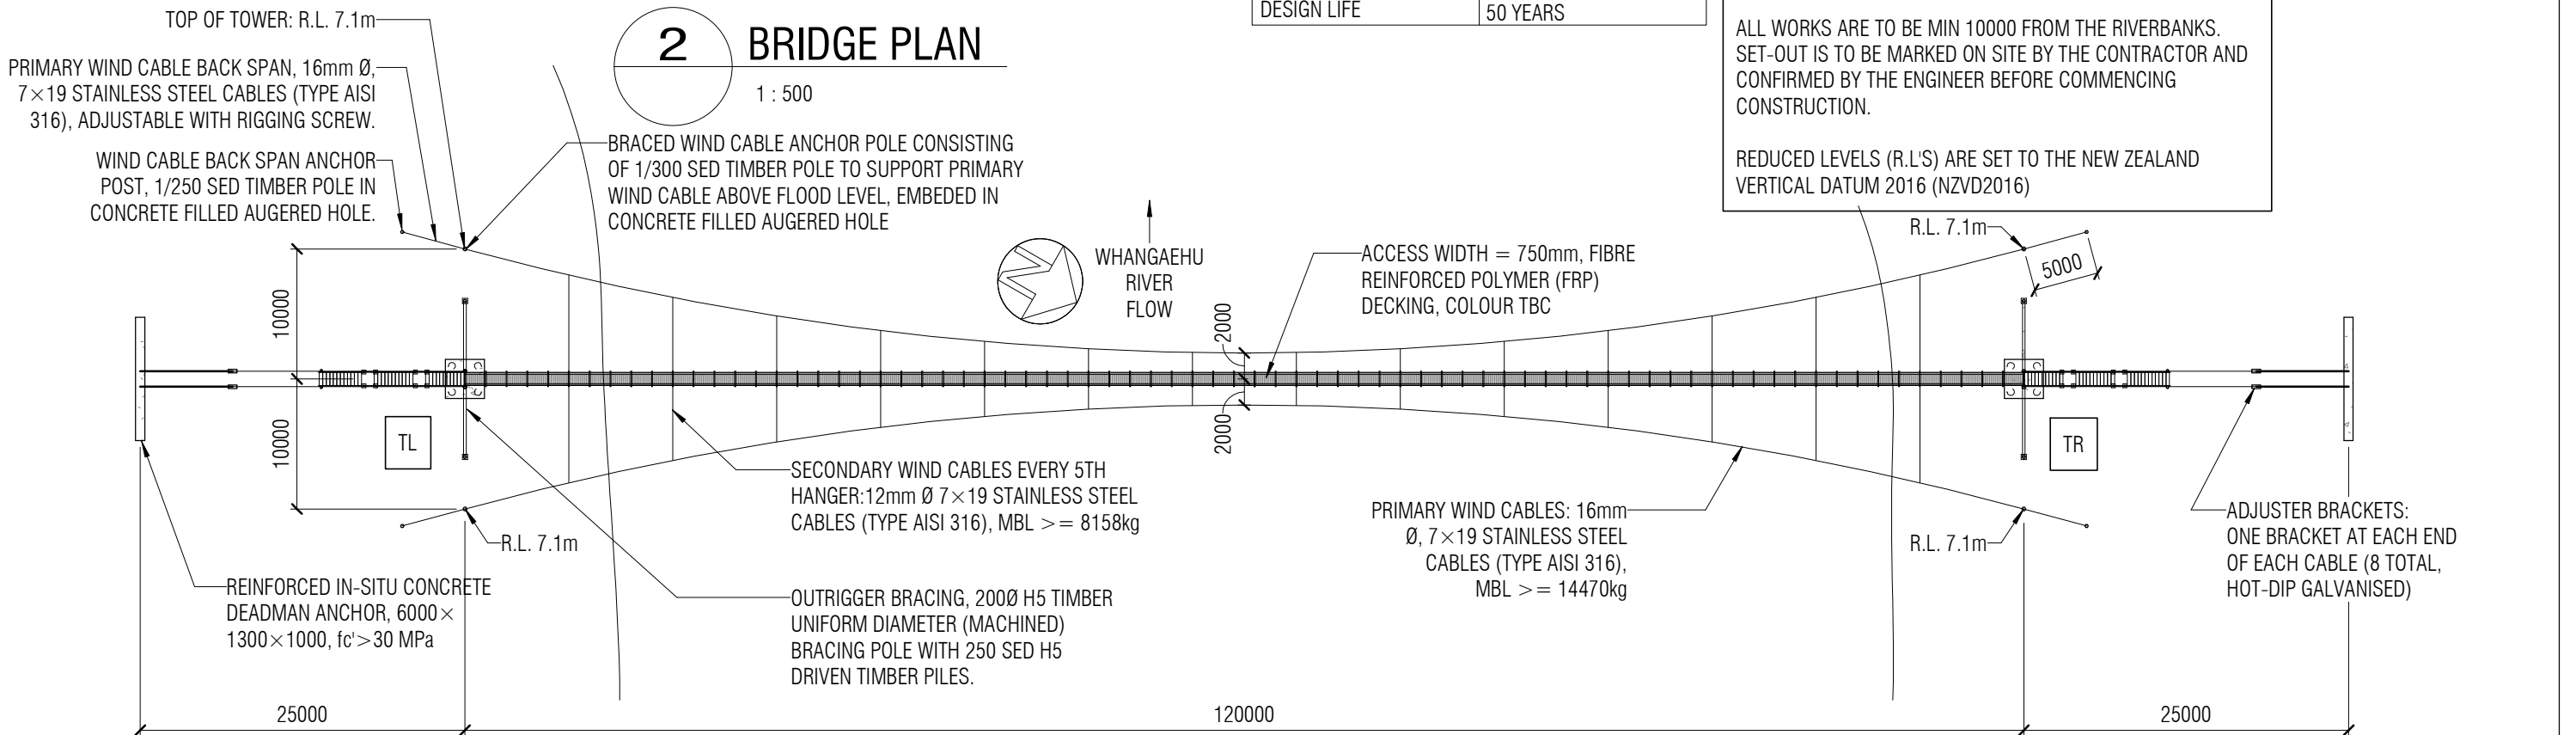 TOP OF TOWER: R.L. 7.1m
PRIMARY WIND CABLE BACK SPAN, 16mm Ø,
7×19 STAINLESS STEEL CABLES (TYPE AISI
316), ADJUSTABLE WITH RIGGING SCREW.
WIND CABLE BACK SPAN ANCHOR
POST, 1/250 SED TIMBER POLE IN
CONCRETE FILLED AUGERED HOLE.
2
BRIDGE PLAN
1 : 500
BRACED WIND CABLE ANCHOR POLE CONSISTING
OF 1/300 SED TIMBER POLE TO SUPPORT PRIMARY
WIND CABLE ABOVE FLOOD LEVEL, EMBEDED IN
CONCRETE FILLED AUGERED HOLE
DESIGN LIFE
50 YEARS
ALL WORKS ARE TO BE MIN 10000 FROM THE RIVERBANKS.
SET-OUT IS TO BE MARKED ON SITE BY THE CONTRACTOR AND
CONFIRMED BY THE ENGINEER BEFORE COMMENCING
CONSTRUCTION.
REDUCED LEVELS (R.L'S) ARE SET TO THE NEW ZEALAND
VERTICAL DATUM 2016 (NZVD2016)
N
WHANGAEHU
RIVER
FLOW
ACCESS WIDTH = 750mm, FIBRE
REINFORCED POLYMER (FRP)
DECKING, COLOUR TBC
R.L. 7.1m
5000
10000
10000
2000
2000
TL
TR
SECONDARY WIND CABLES EVERY 5TH
HANGER:12mm Ø 7×19 STAINLESS STEEL
CABLES (TYPE AISI 316), MBL >= 8158kg
PRIMARY WIND CABLES: 16mm
Ø, 7×19 STAINLESS STEEL
CABLES (TYPE AISI 316),
MBL >= 14470kg
R.L. 7.1m
R.L. 7.1m
ADJUSTER BRACKETS:
ONE BRACKET AT EACH END
OF EACH CABLE (8 TOTAL,
HOT-DIP GALVANISED)
REINFORCED IN-SITU CONCRETE
DEADMAN ANCHOR, 6000×
1300×1000, fc'>30 MPa
OUTRIGGER BRACING, 200Ø H5 TIMBER
UNIFORM DIAMETER (MACHINED)
BRACING POLE WITH 250 SED H5
DRIVEN TIMBER PILES.
25000
120000
25000